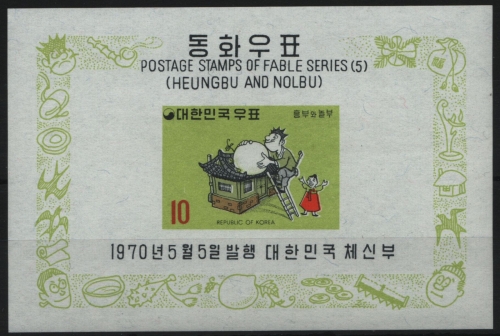 동화우표
POSTAGE STAMPS OF FABLE SERIES (5)
(HEUNGBU AND NOLBU)
대한민국우표 흥부와놀부
10
REPUBLIC OF KOREA
1970년5월5일발행 대한민국 체신부